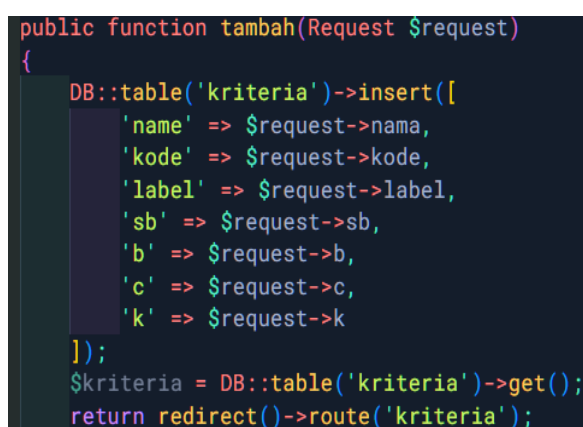 public function tambah(Request $request)
{
    DB::table('kriteria')->insert([
        'name' => $request->nama,
        'kode' => $request->kode,
        'label' => $request->label,
        'sb' => $request->sb,
        'b' => $request->b,
        'c' => $request->c,
        'k' => $request->k
    ]);
    $kriteria = DB::table('kriteria')->get();
    return redirect()->route('kriteria');